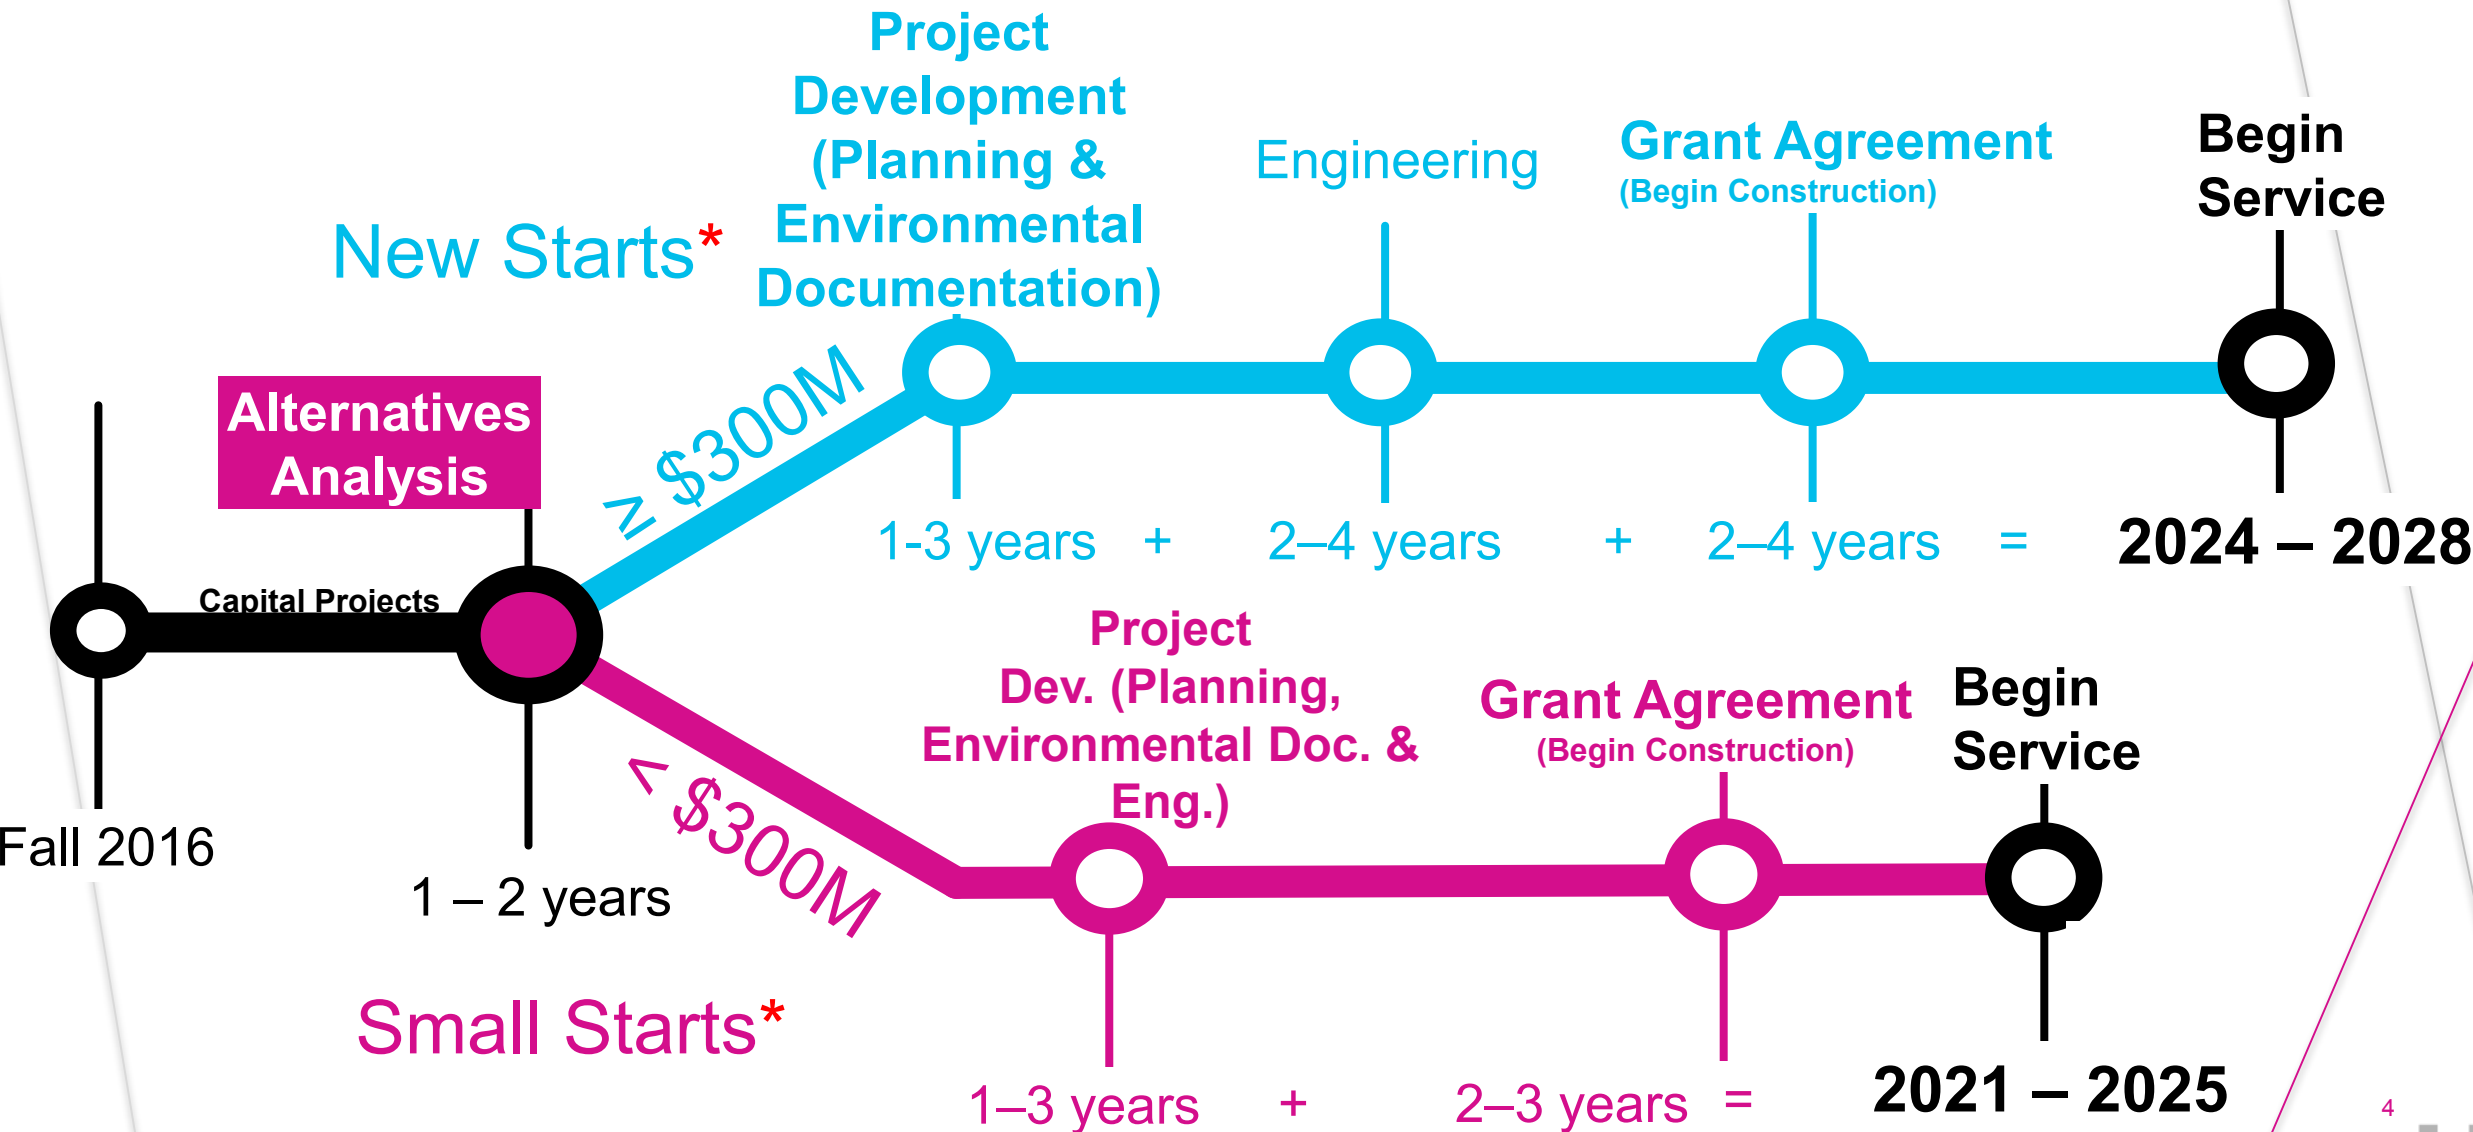 Project
Development
(Planning &
Environmental
Documentation)
Engineering
Grant Agreement
(Begin Construction)
Begin
Service
New Starts*
≥ $300M
Alternatives
Analysis
Capital Projects
1-3 years + 2–4 years + 2–4 years = 2024 – 2028
Fall 2016
1 – 2 years
< $300M
Project
Dev. (Planning,
Environmental Doc. &
Eng.)
Grant Agreement
(Begin Construction)
Begin
Service
Small Starts*
1–3 years + 2–3 years = 2021 – 2025
4